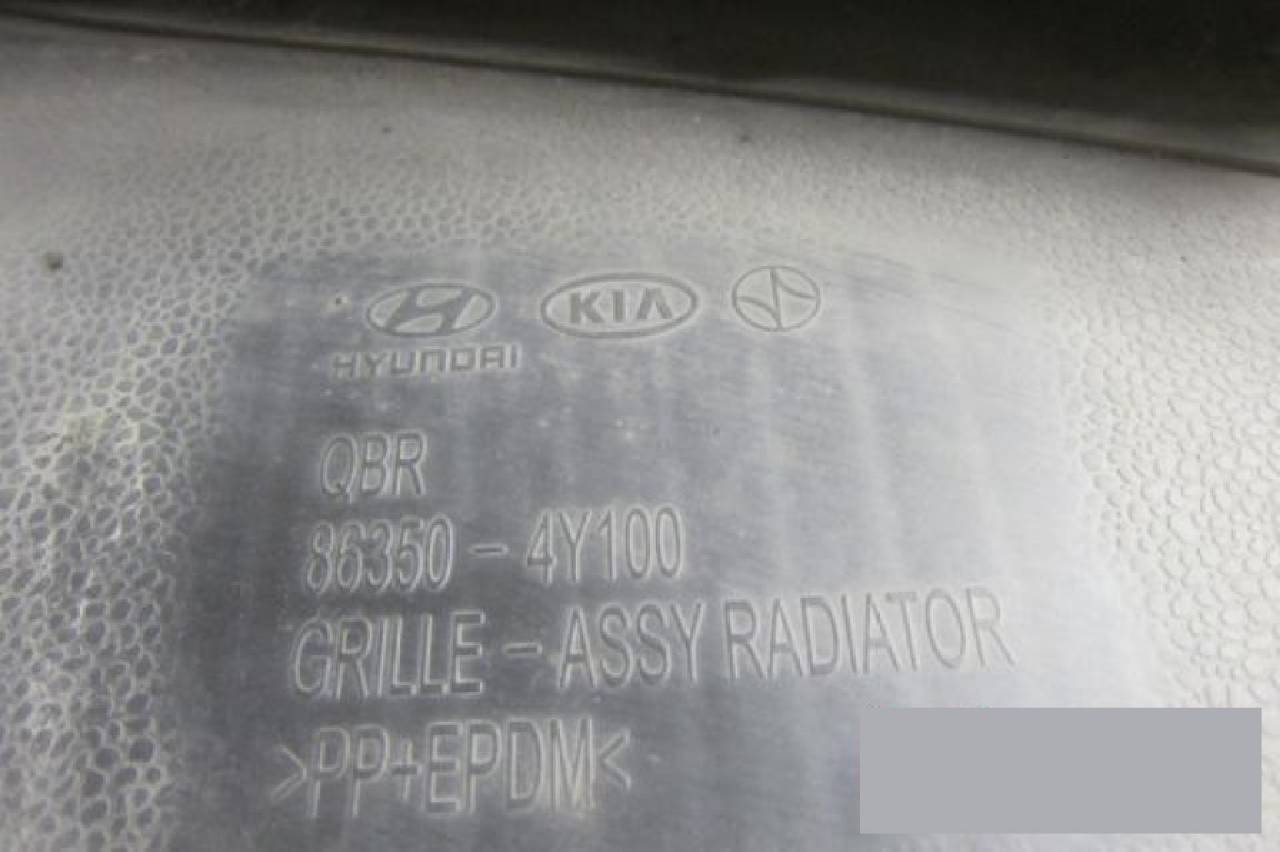 KIA
HYUNDAI
QBR
86350-4Y100
GRILLE-ASSY RADIATOR
>PP+EPDM<